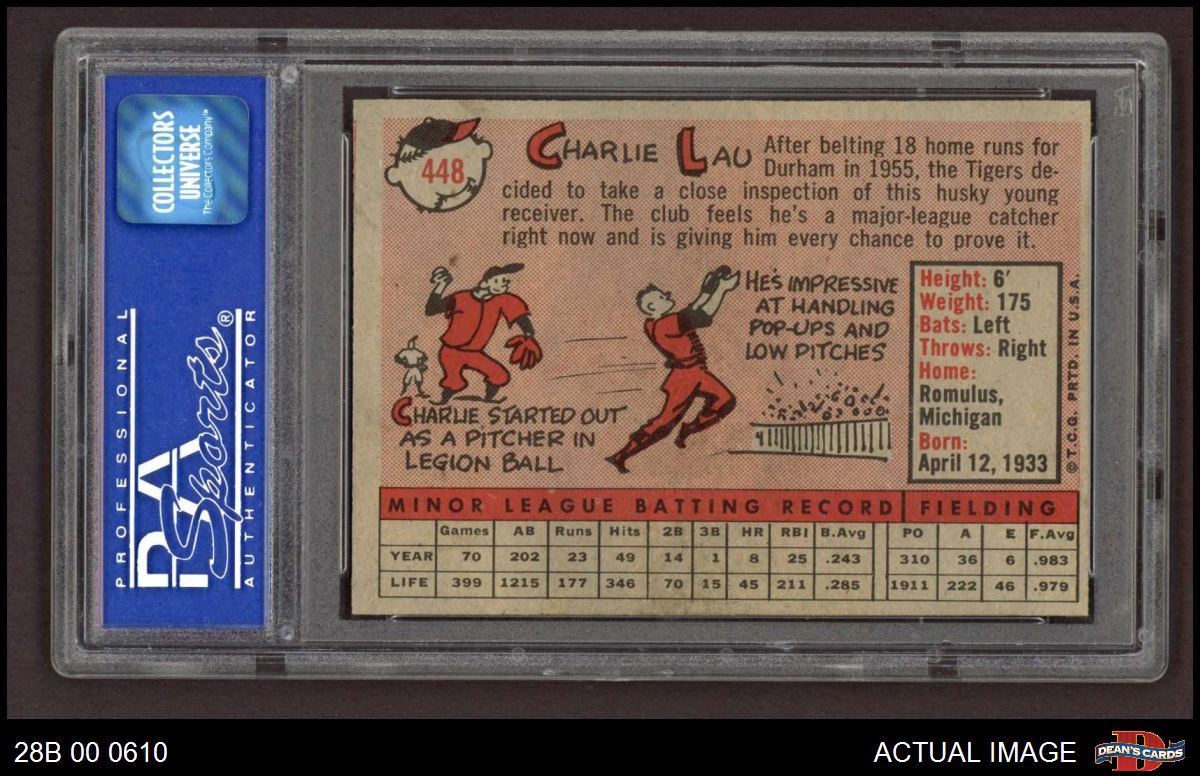 COLLECTORS
UNIVERSE
The Collectors Company™
PROFESSIONAL
PSA
Sports®
AUTHENTICATOR
448
CHARLIE LAU
After belting 18 home runs for
Durham in 1955, the Tigers de-
cided to take a close inspection of this husky young
receiver. The club feels he's a major-league catcher
right now and is giving him every chance to prove it.
CHARLIE STARTED OUT
AS A PITCHER IN
LEGION BALL
HE'S IMPRESSIVE
AT HANDLING
POP-UPS AND
LOW PITCHES
Height: 6'
Weight: 175
Bats: Left
Throws: Right
Home:
Romulus,
Michigan
Born:
April 12, 1933
© T.C.G. PRTD. IN U.S.A.
MINOR LEAGUE BATTING RECORD FIELDING
Games AB Runs Hits 2B 3B HR RBI B.Avg PO A E F.Avg
YEAR 70 202 23 49 14 1 8 25 .243 310 36 6 .983
LIFE 399 1215 177 346 70 15 45 211 .285 1911 222 46 .979
28B 00 0610
ACTUAL IMAGE
DEAN'S CARDS